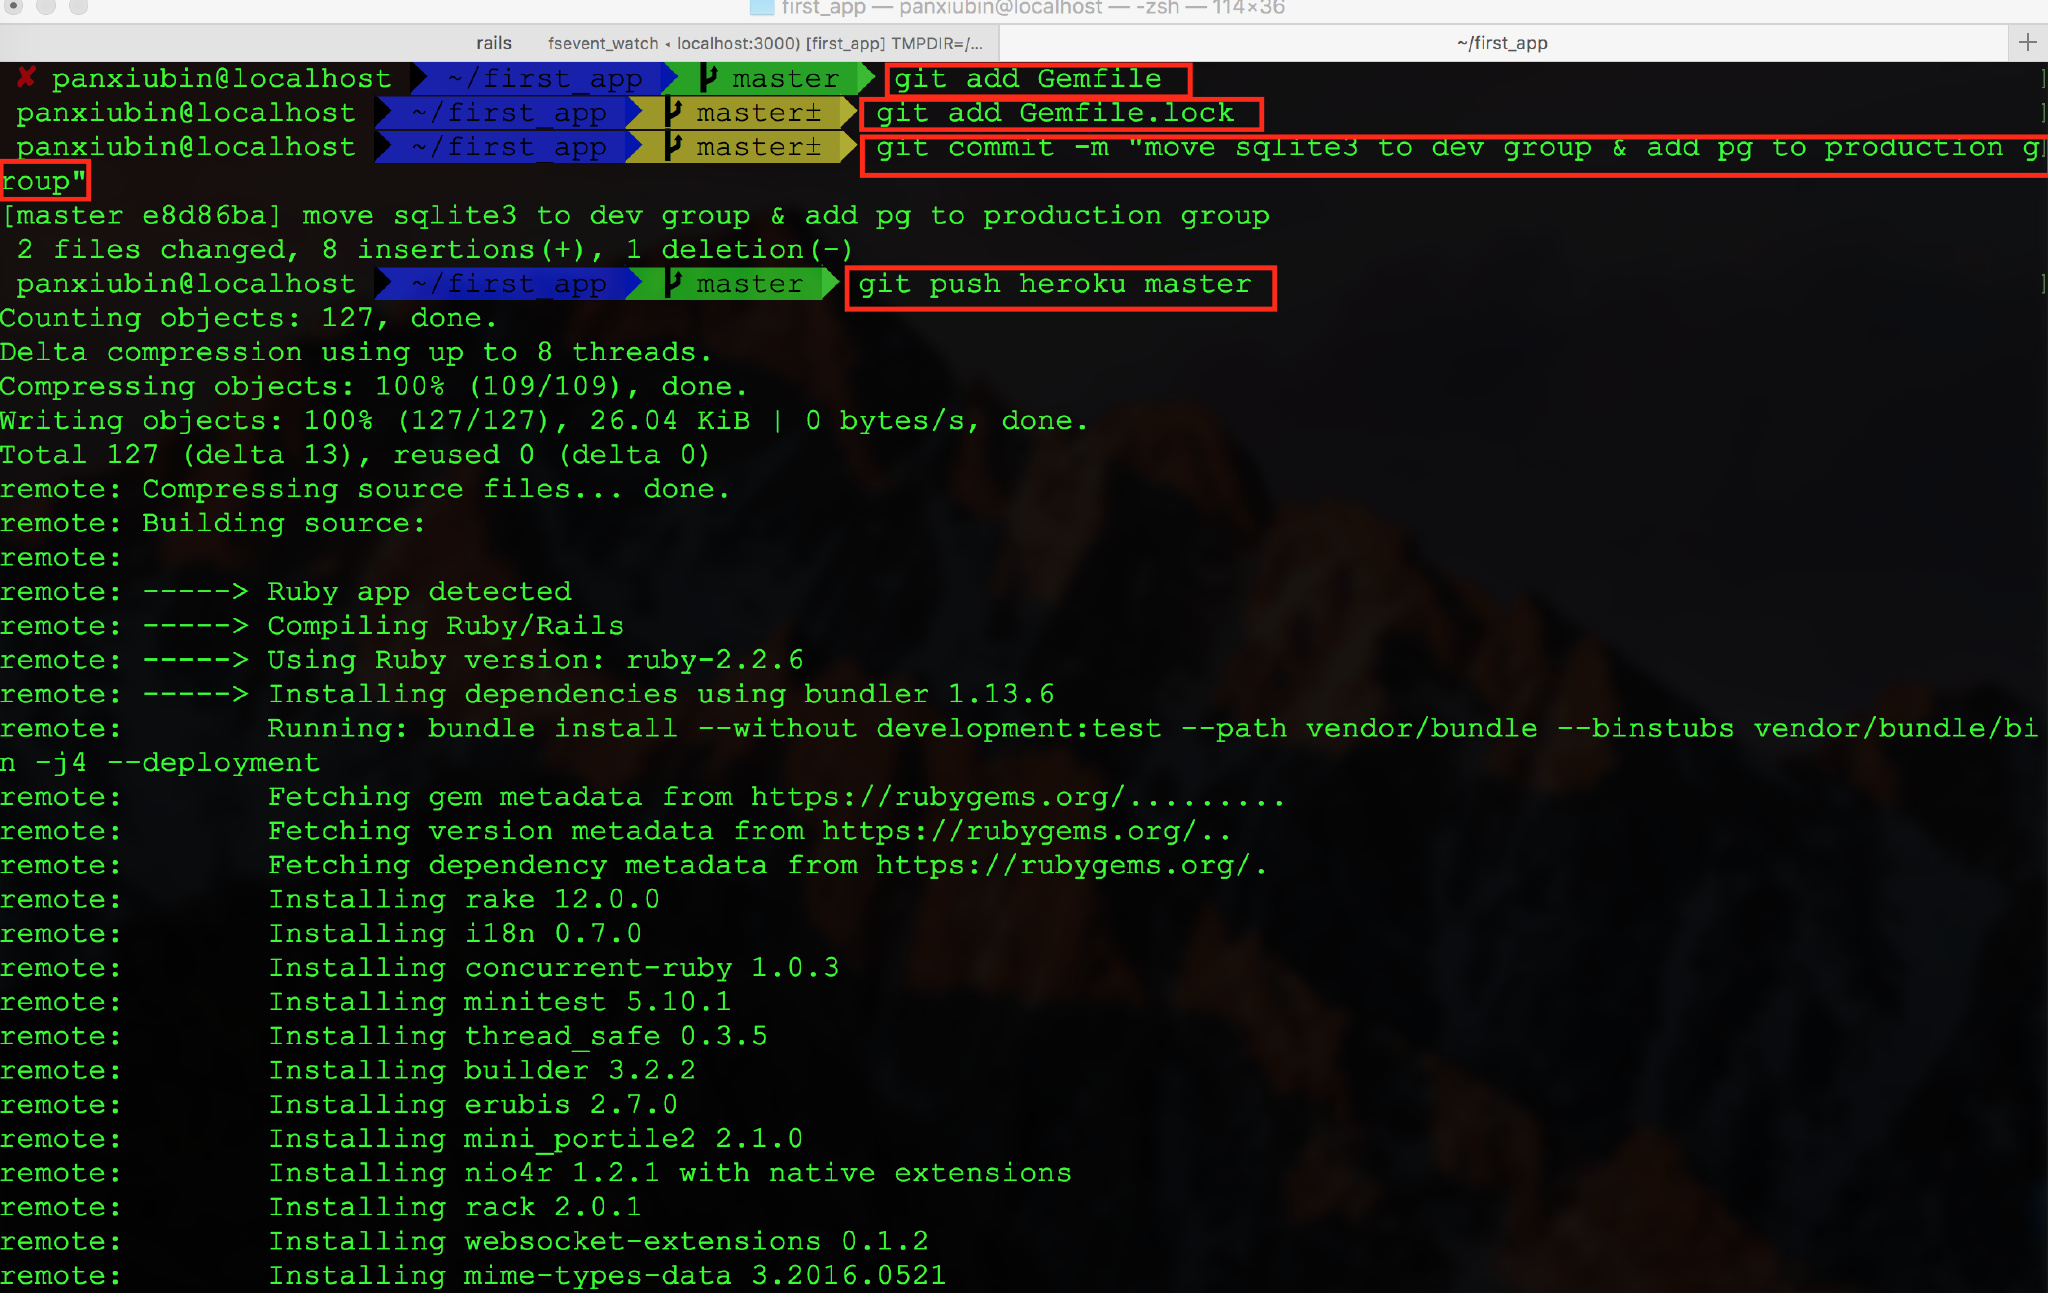 first_app — panxiubin@localhost — -zsh — 114×36
rails fsevent_watch ◂ localhost:3000) [first_app] TMPDIR=/... ~/first_app +
✘ panxiubin@localhost ~/first_app master git add Gemfile
panxiubin@localhost ~/first_app master± git add Gemfile.lock
panxiubin@localhost ~/first_app master± git commit -m "move sqlite3 to dev group & add pg to production g
roup"
[master e8d86ba] move sqlite3 to dev group & add pg to production group
2 files changed, 8 insertions(+), 1 deletion(-)
panxiubin@localhost ~/first_app master git push heroku master
Counting objects: 127, done.
Delta compression using up to 8 threads.
Compressing objects: 100% (109/109), done.
Writing objects: 100% (127/127), 26.04 KiB | 0 bytes/s, done.
Total 127 (delta 13), reused 0 (delta 0)
remote: Compressing source files... done.
remote: Building source:
remote:
remote: -----> Ruby app detected
remote: -----> Compiling Ruby/Rails
remote: -----> Using Ruby version: ruby-2.2.6
remote: -----> Installing dependencies using bundler 1.13.6
remote: Running: bundle install --without development:test --path vendor/bundle --binstubs vendor/bundle/bi
n -j4 --deployment
remote: Fetching gem metadata from https://rubygems.org/.........
remote: Fetching version metadata from https://rubygems.org/..
remote: Fetching dependency metadata from https://rubygems.org/.
remote: Installing rake 12.0.0
remote: Installing i18n 0.7.0
remote: Installing concurrent-ruby 1.0.3
remote: Installing minitest 5.10.1
remote: Installing thread_safe 0.3.5
remote: Installing builder 3.2.2
remote: Installing erubis 2.7.0
remote: Installing mini_portile2 2.1.0
remote: Installing nio4r 1.2.1 with native extensions
remote: Installing rack 2.0.1
remote: Installing websocket-extensions 0.1.2
remote: Installing mime-types-data 3.2016.0521